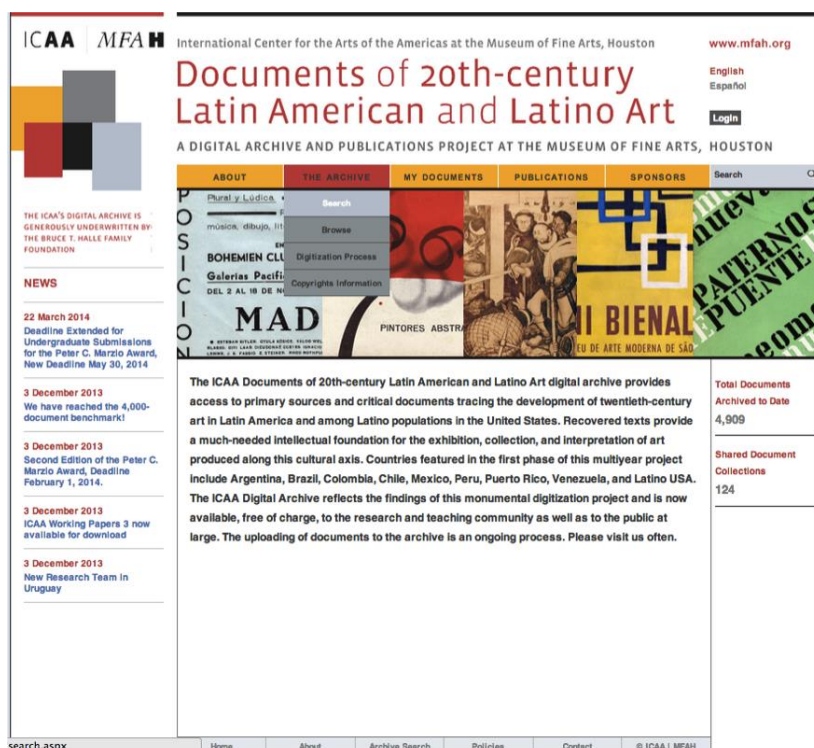 ICAA | MFAH
International Center for the Arts of the Americas at the Museum of Fine Arts, Houston
www.mfah.org
Documents of 20th-century
Latin American and Latino Art
English
Español
Login
A DIGITAL ARCHIVE AND PUBLICATIONS PROJECT AT THE MUSEUM OF FINE ARTS, HOUSTON
ABOUT
THE ARCHIVE
MY DOCUMENTS
PUBLICATIONS
SPONSORS
Search
Search
Browse
Digitization Process
Copyrights Information
POSICION
Plural y Lúdica
música, dibujo, lit
BOHEMIEN CLU
Galerías Pacífi
DEL 2 AL 18 DE N
MAD
PINTORES ABSTRA
II BIENAL
EU DE ARTE MODERNA DE SÃO
nueva
PATERNOS
PUENTE
neom
THE ICAA'S DIGITAL ARCHIVE IS
GENEROUSLY UNDERWRITTEN BY
THE BRUCE T. HALLE FAMILY
FOUNDATION
NEWS
22 March 2014
Deadline Extended for
Undergraduate Submissions
for the Peter C. Marzio Award,
New Deadline May 30, 2014
3 December 2013
We have reached the 4,000-
document benchmark!
3 December 2013
Second Edition of the Peter C.
Marzio Award, Deadline
February 1, 2014.
3 December 2013
ICAA Working Papers 3 now
available for download
3 December 2013
New Research Team in
Uruguay
The ICAA Documents of 20th-century Latin American and Latino Art digital archive provides
access to primary sources and critical documents tracing the development of twentieth-century
art in Latin America and among Latino populations in the United States. Recovered texts provide
a much-needed intellectual foundation for the exhibition, collection, and interpretation of art
produced along this cultural axis. Countries featured in the first phase of this multiyear project
include Argentina, Brazil, Colombia, Chile, Mexico, Peru, Puerto Rico, Venezuela, and Latino USA.
The ICAA Digital Archive reflects the findings of this monumental digitization project and is now
available, free of charge, to the research and teaching community as well as to the public at
large. The uploading of documents to the archive is an ongoing process. Please visit us often.
Total Documents
Archived to Date
4,909
Shared Document
Collections
124
search.aspx
Home
About
Archive Search
Policies
Contact
© ICAA | MFAH